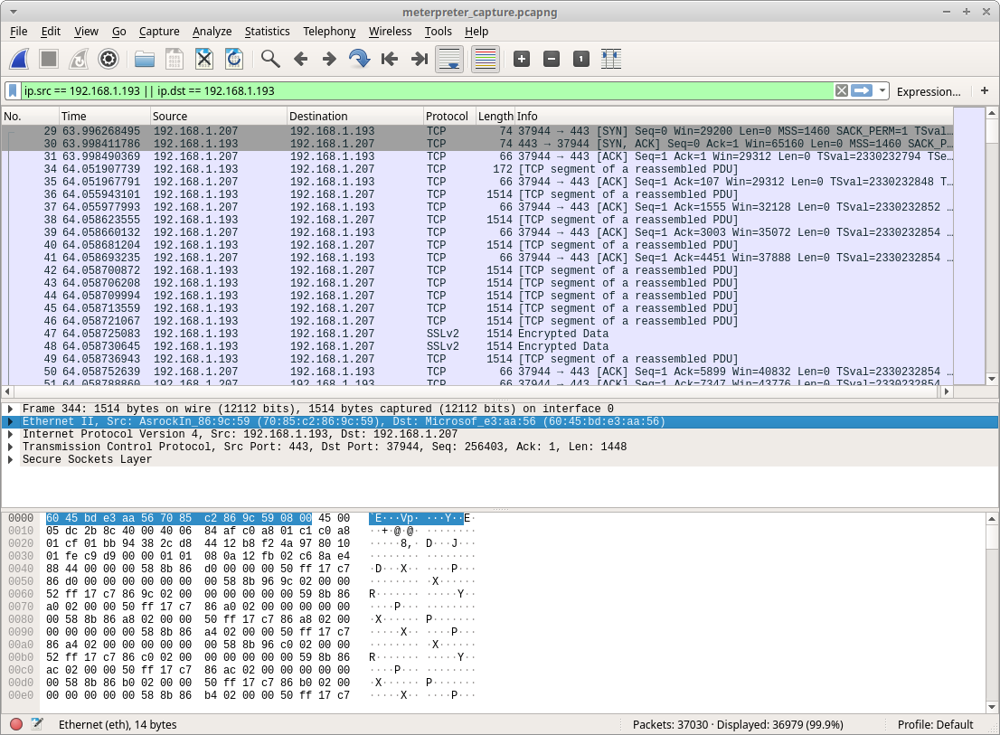 meterpreter_capture.pcapng
File Edit View Go Capture Analyze Statistics Telephony Wireless Tools Help
ip.src == 192.168.1.193 || ip.dst == 192.168.1.193 Expression... +
No. Time Source Destination Protocol Length Info
29 63.996268495 192.168.1.207 192.168.1.193 TCP 74 37944 → 443 [SYN] Seq=0 Win=29200 Len=0 MSS=1460 SACK_PERM=1 TSval…
30 63.998411786 192.168.1.193 192.168.1.207 TCP 74 443 → 37944 [SYN, ACK] Seq=0 Ack=1 Win=65160 Len=0 MSS=1460 SACK_P…
31 63.998490369 192.168.1.207 192.168.1.193 TCP 66 37944 → 443 [ACK] Seq=1 Ack=1 Win=29312 Len=0 TSval=2330232794 TSe…
34 64.051907739 192.168.1.193 192.168.1.207 TCP 172 [TCP segment of a reassembled PDU]
35 64.051967791 192.168.1.207 192.168.1.193 TCP 66 37944 → 443 [ACK] Seq=1 Ack=107 Win=29312 Len=0 TSval=2330232848 T…
36 64.055943101 192.168.1.193 192.168.1.207 TCP 1514 [TCP segment of a reassembled PDU]
37 64.055977993 192.168.1.207 192.168.1.193 TCP 66 37944 → 443 [ACK] Seq=1 Ack=1555 Win=32128 Len=0 TSval=2330232852 …
38 64.058623555 192.168.1.193 192.168.1.207 TCP 1514 [TCP segment of a reassembled PDU]
39 64.058660132 192.168.1.207 192.168.1.193 TCP 66 37944 → 443 [ACK] Seq=1 Ack=3003 Win=35072 Len=0 TSval=2330232854 …
40 64.058681204 192.168.1.193 192.168.1.207 TCP 1514 [TCP segment of a reassembled PDU]
41 64.058693235 192.168.1.207 192.168.1.193 TCP 66 37944 → 443 [ACK] Seq=1 Ack=4451 Win=37888 Len=0 TSval=2330232854 …
42 64.058700872 192.168.1.193 192.168.1.207 TCP 1514 [TCP segment of a reassembled PDU]
43 64.058706208 192.168.1.193 192.168.1.207 TCP 1514 [TCP segment of a reassembled PDU]
44 64.058709994 192.168.1.193 192.168.1.207 TCP 1514 [TCP segment of a reassembled PDU]
45 64.058713559 192.168.1.193 192.168.1.207 TCP 1514 [TCP segment of a reassembled PDU]
46 64.058721067 192.168.1.193 192.168.1.207 TCP 1514 [TCP segment of a reassembled PDU]
47 64.058725083 192.168.1.193 192.168.1.207 SSLv2 1514 Encrypted Data
48 64.058730645 192.168.1.193 192.168.1.207 SSLv2 1514 Encrypted Data
49 64.058736943 192.168.1.193 192.168.1.207 TCP 1514 [TCP segment of a reassembled PDU]
50 64.058752639 192.168.1.207 192.168.1.193 TCP 66 37944 → 443 [ACK] Seq=1 Ack=5899 Win=40832 Len=0 TSval=2330232854 …
51 64.058788860 192.168.1.207 192.168.1.193 TCP 66 37944 → 443 [ACK] Seq=1 Ack=7347 Win=43776 Len=0 TSval=2330232854 …
Frame 344: 1514 bytes on wire (12112 bits), 1514 bytes captured (12112 bits) on interface 0
Ethernet II, Src: AsrockIn_86:9c:59 (70:85:c2:86:9c:59), Dst: Microsof_e3:aa:56 (60:45:bd:e3:aa:56)
Internet Protocol Version 4, Src: 192.168.1.193, Dst: 192.168.1.207
Transmission Control Protocol, Src Port: 443, Dst Port: 37944, Seq: 256403, Ack: 1, Len: 1448
Secure Sockets Layer
0000 60 45 bd e3 aa 56 70 85 c2 86 9c 59 08 00 45 00 `E···Vp· ···Y··E·
0010 05 dc 2b 8c 40 00 40 06 84 af c0 a8 01 c1 c0 a8 ··+·@·@· ········
0020 01 cf 01 bb 94 38 2c d8 44 12 b8 f2 4a 97 80 10 ·····8,· D···J···
0030 01 fe c9 d9 00 00 01 01 08 0a 12 fb 02 c6 8a e4 ········ ········
0040 88 44 00 00 00 58 8b 86 d0 00 00 00 50 ff 17 c7 ·D···X·· ····P···
0050 86 d0 00 00 00 00 00 00 00 58 8b 96 9c 02 00 00 ········ ·X······
0060 52 ff 17 c7 86 9c 02 00 00 00 00 00 00 59 8b 86 R······· ·····Y··
0070 a0 02 00 00 50 ff 17 c7 86 a0 02 00 00 00 00 00 ····P··· ········
0080 00 58 8b 86 a8 02 00 00 50 ff 17 c7 86 a8 02 00 ·X······ P·······
0090 00 00 00 00 00 58 8b 86 a4 02 00 00 50 ff 17 c7 ·····X·· ····P···
00a0 86 a4 02 00 00 00 00 00 00 58 8b 96 c0 02 00 00 ········ ·X······
00b0 52 ff 17 c7 86 c0 02 00 00 00 00 00 00 59 8b 86 R······· ·····Y··
00c0 ac 02 00 00 50 ff 17 c7 86 ac 02 00 00 00 00 00 ····P··· ········
00d0 00 58 8b 86 b0 02 00 00 50 ff 17 c7 86 b0 02 00 ·X······ P·······
00e0 00 00 00 00 00 58 8b 86 b4 02 00 00 50 ff 17 c7 ·····X·· ····P···
Ethernet (eth), 14 bytes Packets: 37030 · Displayed: 36979 (99.9%) Profile: Default